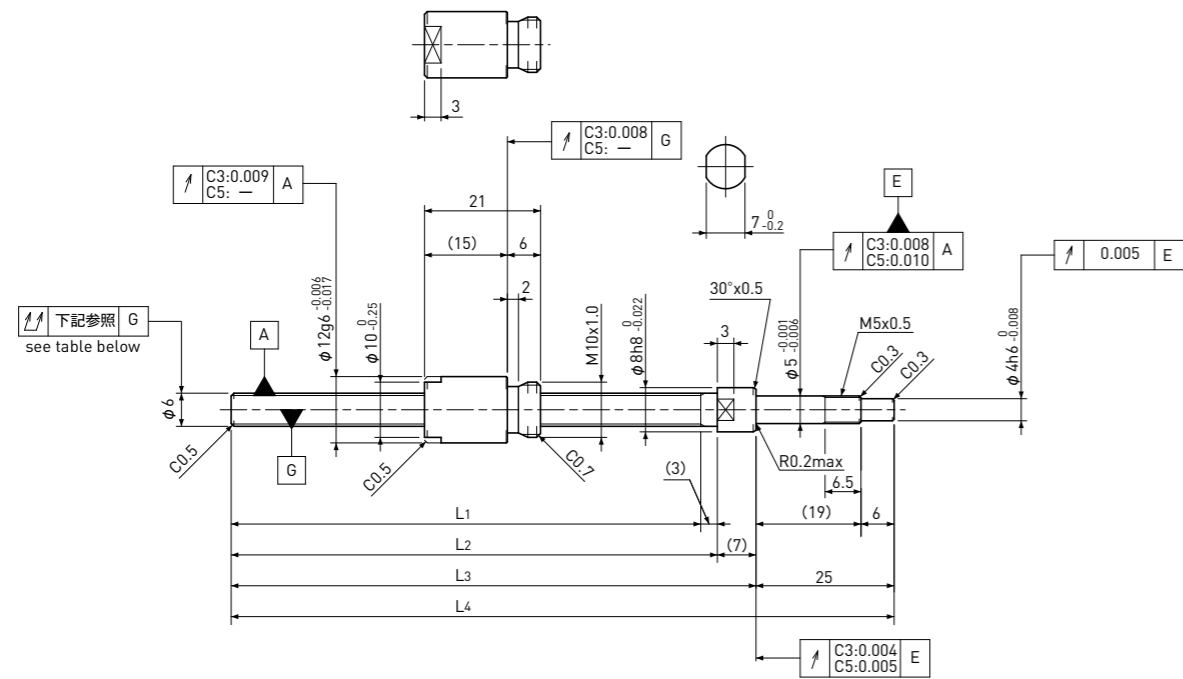 3
C3:0.008
C5: —
G
C3:0.009
C5: —
A
21
(15)
6
2
7 0 -0.2
E
C3:0.008
C5:0.010
A
0.005
E
下記参照
G
see table below
A
G
φ6
C0.5
φ12g6 -0.006 -0.017
φ10 0 -0.25
C0.5
M10x1.0
C0.7
φ8h8 0 -0.022
30°x0.5
3
φ5 -0.001 -0.006
M5x0.5
C0.3
C0.3
φ4h6 0 -0.008
R0.2max
(3)
6.5
(19)
6
L1
L2
(7)
L3
25
L4
C3:0.004
C5:0.005
E